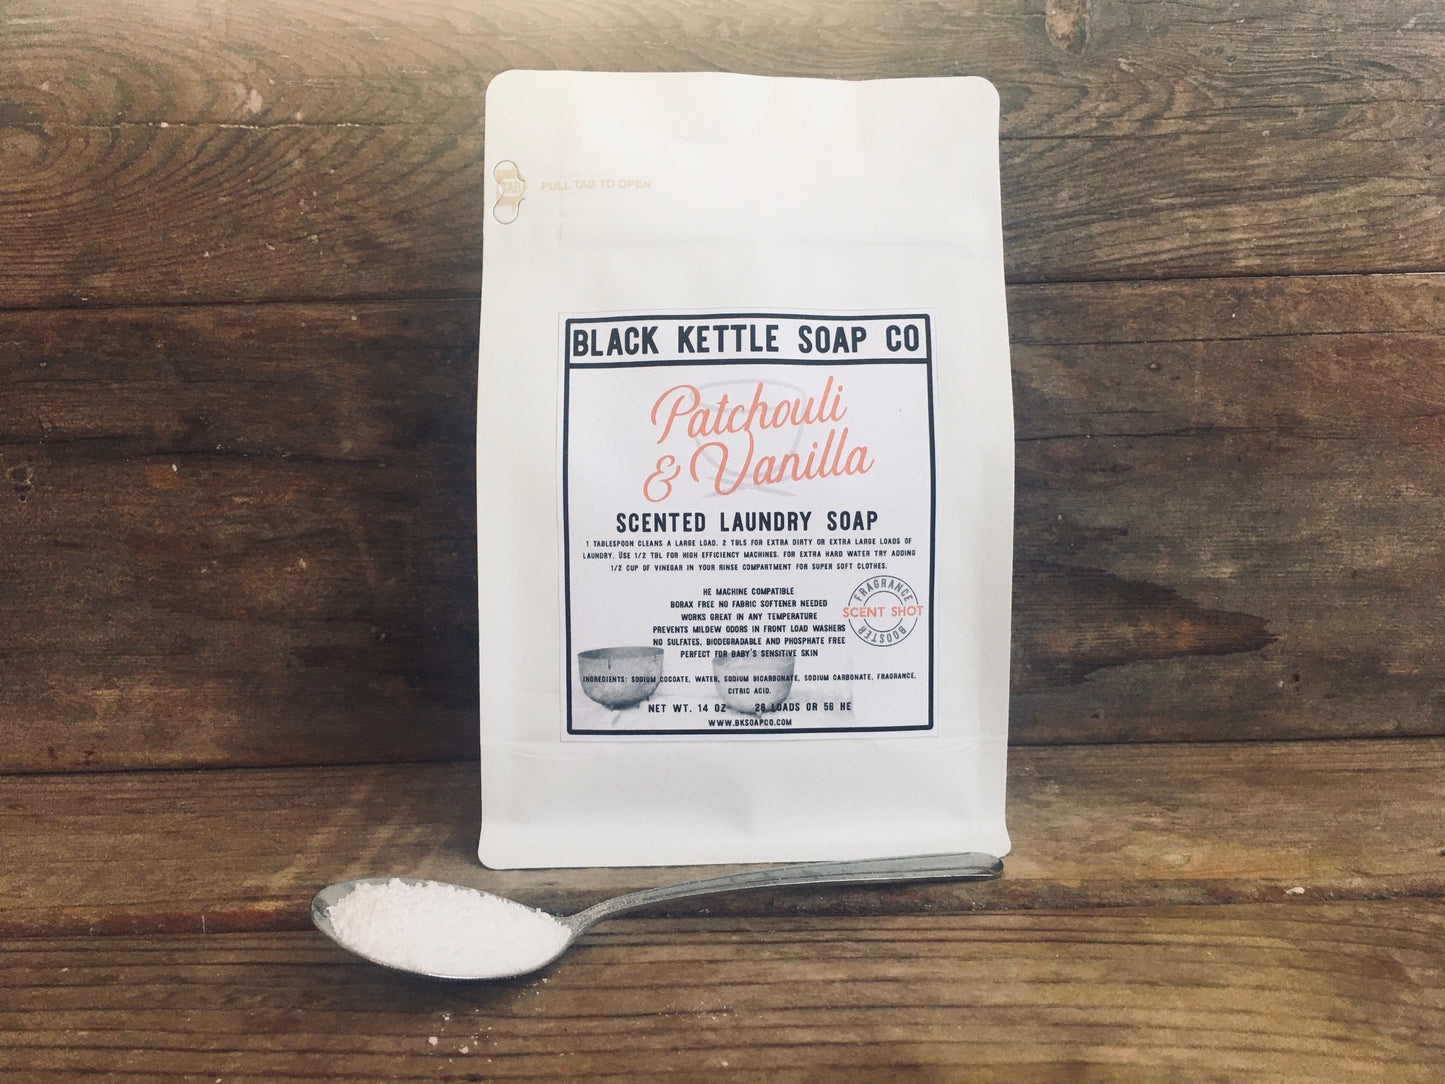 TAB
PULL TAB TO OPEN
BLACK KETTLE SOAP CO
Patchouli
& Vanilla
SCENTED LAUNDRY SOAP
1 TABLESPOON CLEANS A LARGE LOAD. 2 TBLS FOR EXTRA DIRTY OR EXTRA LARGE LOADS OF
LAUNDRY. USE 1/2 TBL FOR HIGH EFFICIENCY MACHINES. FOR EXTRA HARD WATER TRY ADDING
1/2 CUP OF VINEGAR IN YOUR RINSE COMPARTMENT FOR SUPER SOFT CLOTHES.
HE MACHINE COMPATIBLE
BORAX FREE NO FABRIC SOFTENER NEEDED
WORKS GREAT IN ANY TEMPERATURE
PREVENTS MILDEW ODORS IN FRONT LOAD WASHERS
NO SULFATES, BIODEGRADABLE AND PHOSPHATE FREE
PERFECT FOR BABY'S SENSITIVE SKIN
FRAGRANCE
SCENT SHOT
BOOSTER
INGREDIENTS: SODIUM COCOATE, WATER, SODIUM BICARBONATE, SODIUM CARBONATE, FRAGRANCE,
CITRIC ACID.
NET WT. 14 OZ 28 LOADS OR 56 HE
WWW.BKSOAPCO.COM